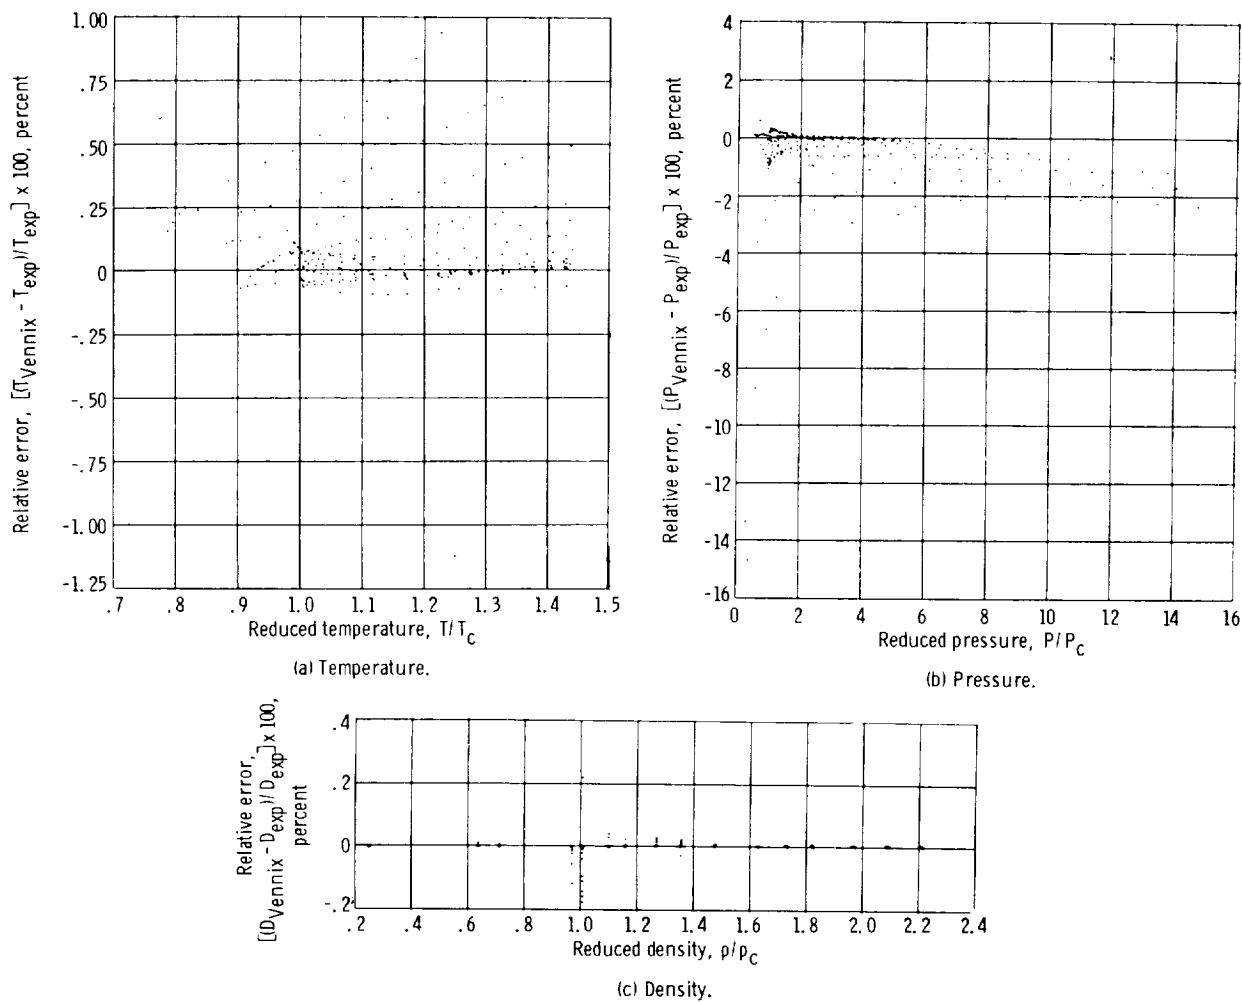 Relative error, [(T_Vennix - T_exp)/T_exp] x 100, percent
1.00
.75
.50
.25
0
-.25
-.50
-.75
-1.00
-1.25
.7 .8 .9 1.0 1.1 1.2 1.3 1.4 1.5
Reduced temperature, T/T_c
(a) Temperature.
Relative error, [(P_Vennix - P_exp)/P_exp] x 100, percent
4
2
0
-2
-4
-6
-8
-10
-12
-14
-16
0 2 4 6 8 10 12 14 16
Reduced pressure, P/P_c
(b) Pressure.
Relative error,
[(D_Vennix - D_exp)/D_exp] x 100,
percent
.4
.2
0
-.2
.2 .4 .6 .8 1.0 1.2 1.4 1.6 1.8 2.0 2.2 2.4
Reduced density, ρ/ρ_c
(c) Density.